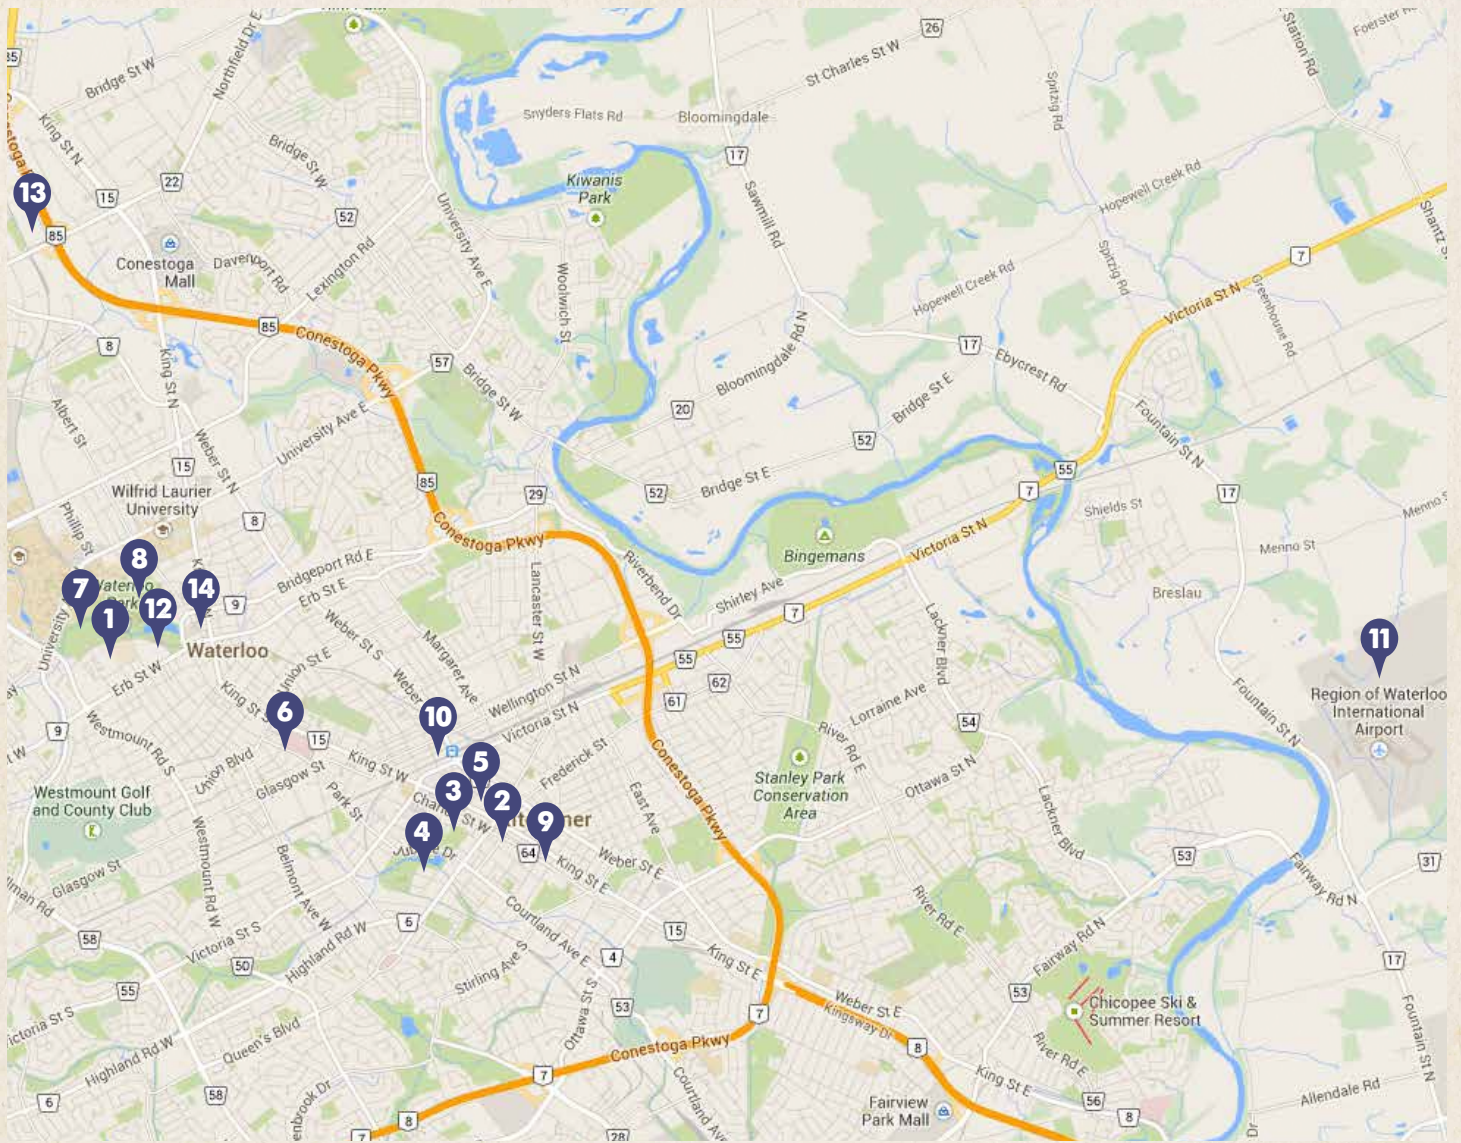 26
Foerster Rd
Station Rd
85
Bridge St W
Northfield Dr E
St Charles St W
Spitzig Rd
Snyders Flats Rd
Bloomingdale
King St N
Bridge St W
17
Kiwanis
Park
22
13
15
52
Sawmill Rd
Hopewell Creek Rd
University Ave E
85
Conestoga
Mall
Davenport Rd
Lexington Rd
Woolwich St
Spitzig Rd
7
Hopewell Creek Rd
Victoria St N
Greenhouse Rd
85
Conestoga Pkwy
8
King St N
57
Bridge St W
Bloomingdale Rd N
17
Ebycrest Rd
Bridge St E
20
Albert St
University Ave E
Fountain St N
52
Weber St N
15
55
85
29
52
Bridge St E
7
17
Wilfrid Laurier
University
Phillip St
8
Conestoga Pkwy
Shields St
Menno St
Bingemans
Victoria St N
Menno St
Bridgeport Rd E
Riverbend Dr
Lancaster St W
8
7
1
12
14
9
Erb St E
Shirley Ave
7
Breslau
Waterloo
Park
Lackner Blvd
University
Waterloo
Weber St S
Margaret Ave
55
55
11
Erb St W
Union St E
62
61
Wellington St N
Lorraine Ave
Fountain St N
Region of Waterloo
International
Airport
King St S
6
10
Victoria St N
9
15
River Rd E
54
Westmount Rd S
Union Blvd
King St W
5
Frederick St
Conestoga Pkwy
Stanley Park
Conservation
Area
Ottawa St N
Westmount Golf
and County Club
Glasgow St
Park St
3
2
East Ave
Lackner Blvd
Charles St W
4
9
64
King St E
Weber St E
53
31
Glasgow St
Westmount Rd W
Belmont Ave W
Fairway Rd N
River Rd E
58
Victoria St S
Highland Rd W
6
Courtland Ave E
15
King St E
Fairway Rd N
17
50
4
55
Stirling Ave S
53
53
Weber St E
Kingsway Dr
Chicopee Ski &
Summer Resort
Ottawa St S
7
Victoria St S
Queen's Blvd
Conestoga Pkwy
8
River Rd E
Fountain St N
Highland Rd W
7
King St E
Allendale Rd
6
58
Courtland Ave
56
8
8
Fairview
Park Mall
7
28